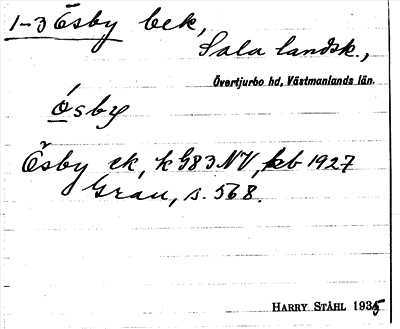 1-3 Ösby bek,
Sala landsk.,
Övertjurbo hd, Västmanlands län.
ósby
Ösby ek, k G83 NV, kb 1927
Grau, s. 568.
HARRY STÅHL 1935